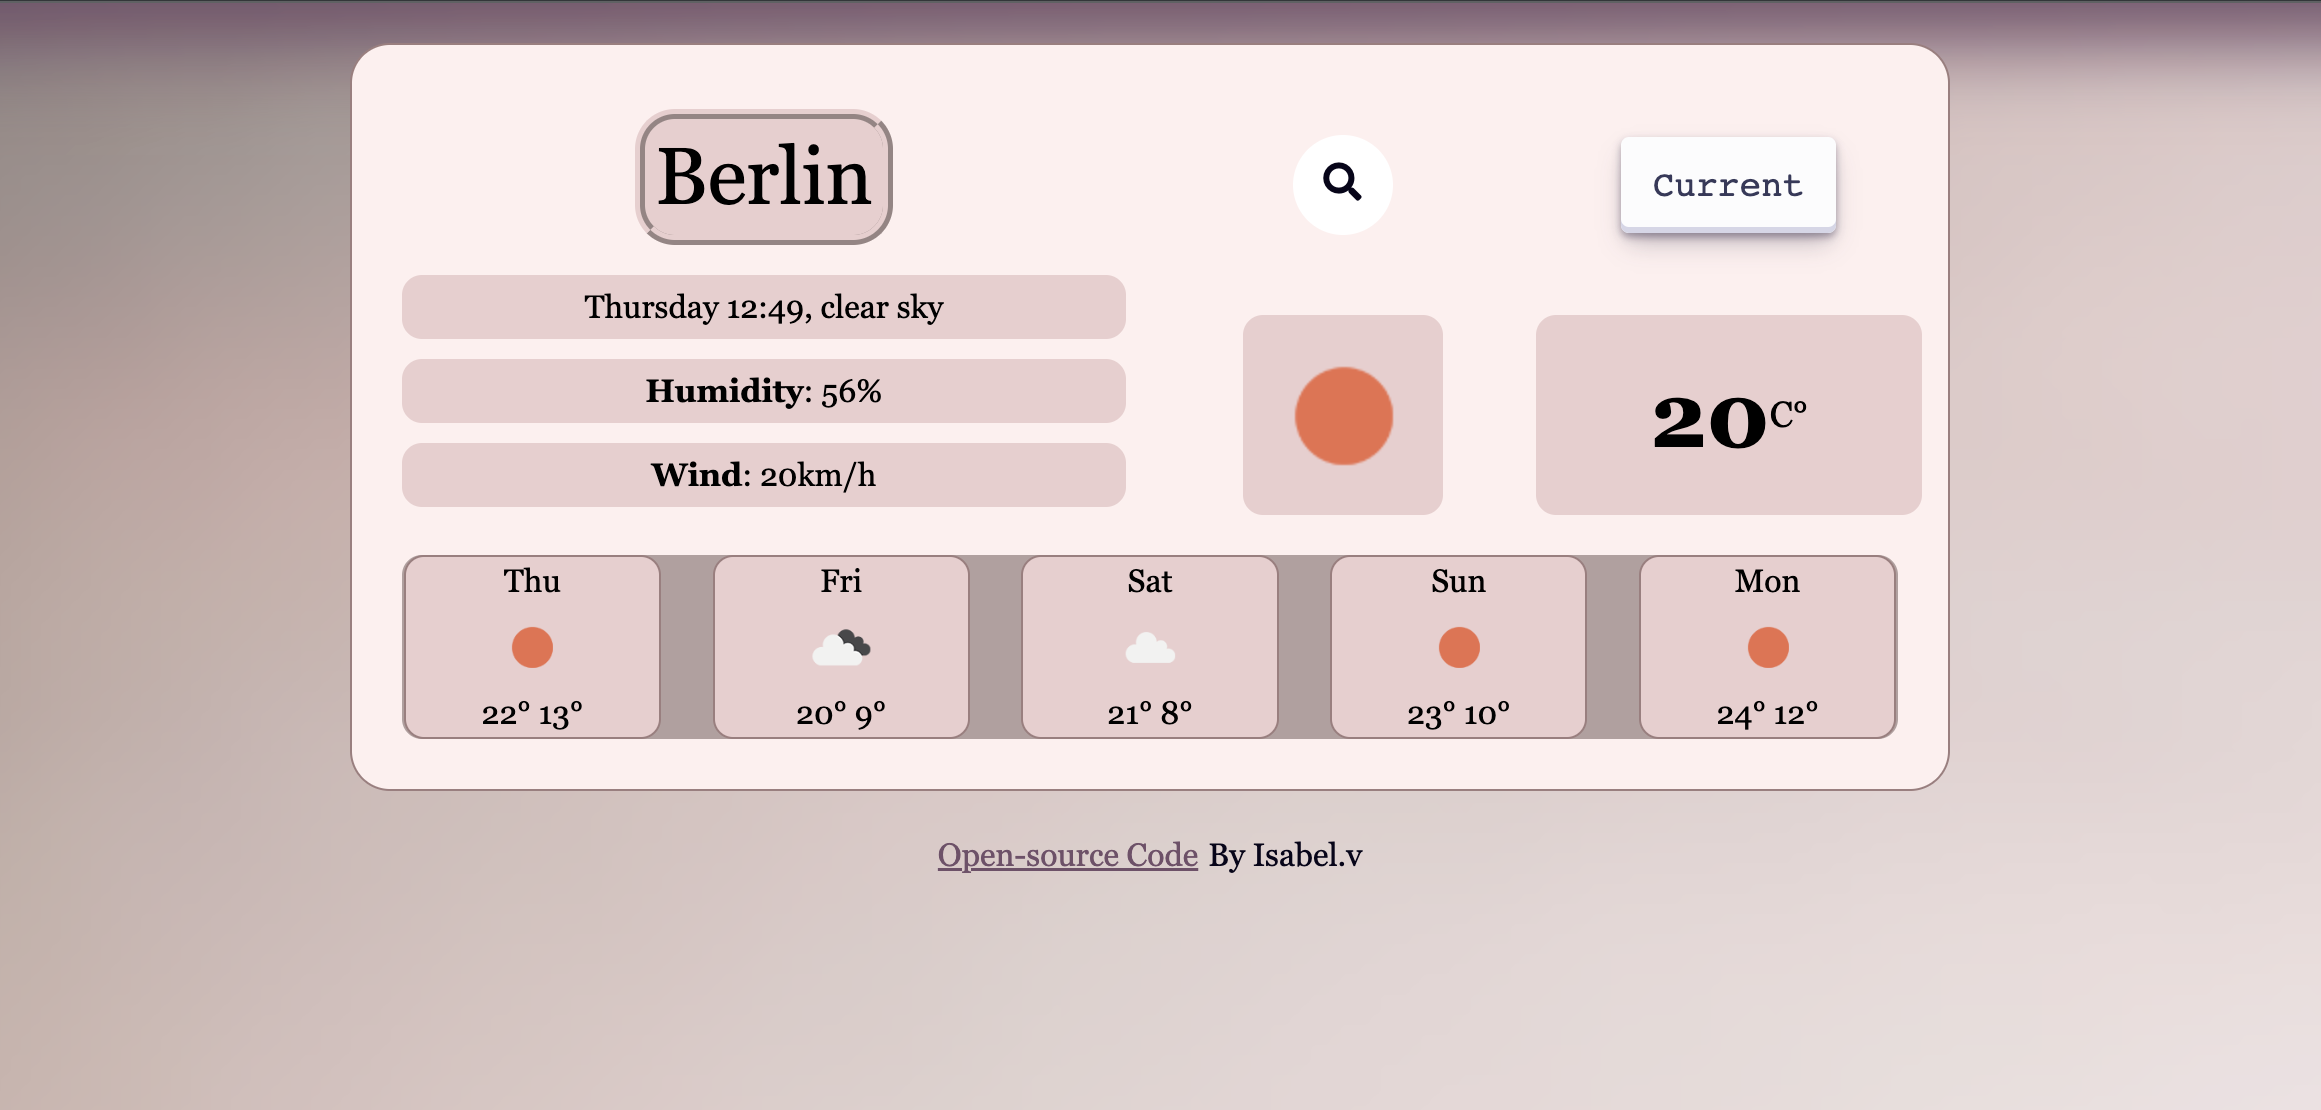 Berlin
Current
Thursday 12:49, clear sky
Humidity: 56%
Wind: 20km/h
20C°
Thu
Fri
Sat
Sun
Mon
22° 13°
20° 9°
21° 8°
23° 10°
24° 12°
Open-source Code By Isabel.v